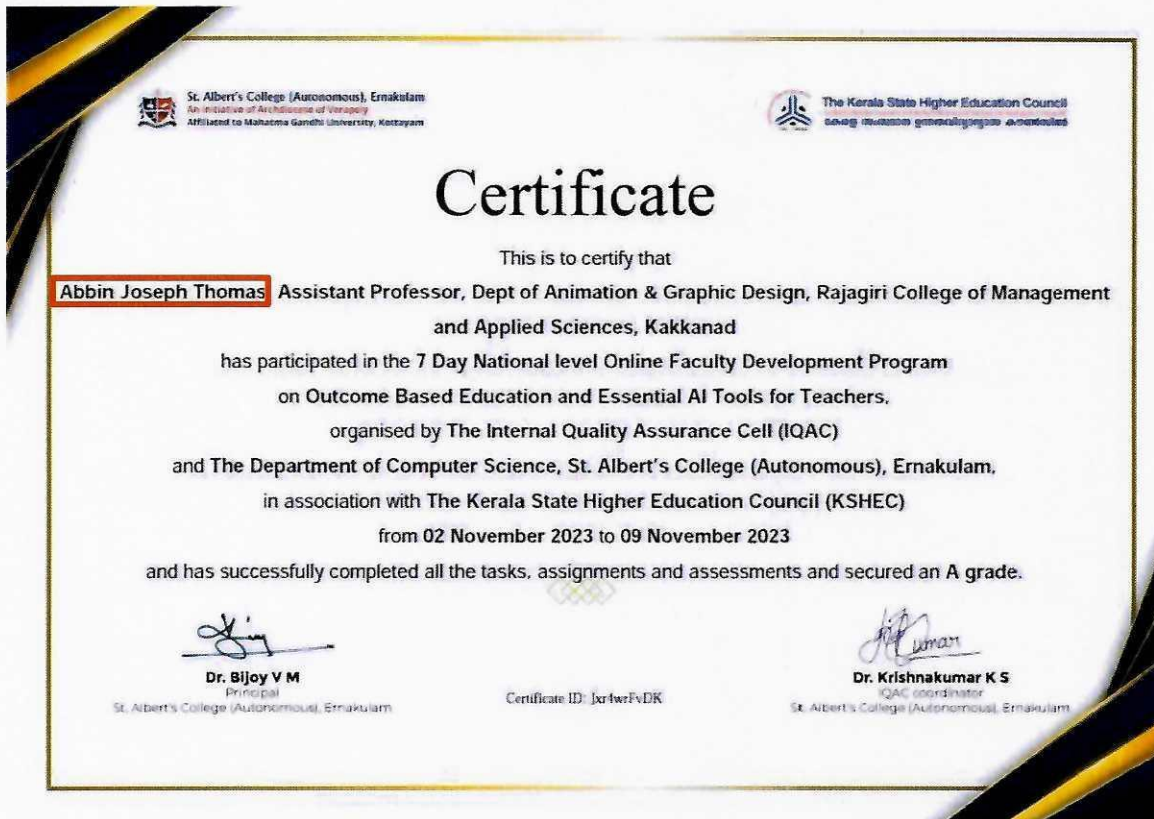 St. Albert's College (Autonomous), Ernakulam
An initiative of Archdiocese of Verapoly
Affiliated to Mahatma Gandhi University, Kottayam
The Kerala State Higher Education Council
Certificate
This is to certify that
Abbin Joseph Thomas Assistant Professor, Dept of Animation & Graphic Design, Rajagiri College of Management
and Applied Sciences, Kakkanad
has participated in the 7 Day National level Online Faculty Development Program
on Outcome Based Education and Essential AI Tools for Teachers,
organised by The Internal Quality Assurance Cell (IQAC)
and The Department of Computer Science, St. Albert's College (Autonomous), Ernakulam,
in association with The Kerala State Higher Education Council (KSHEC)
from 02 November 2023 to 09 November 2023
and has successfully completed all the tasks, assignments and assessments and secured an A grade.
Dr. Bijoy V M
Principal
St. Albert's College (Autonomous), Ernakulam
Certificate ID: Jxr4wrFvDK
Dr. Krishnakumar K S
IQAC coordinator
St. Albert's College (Autonomous), Ernakulam